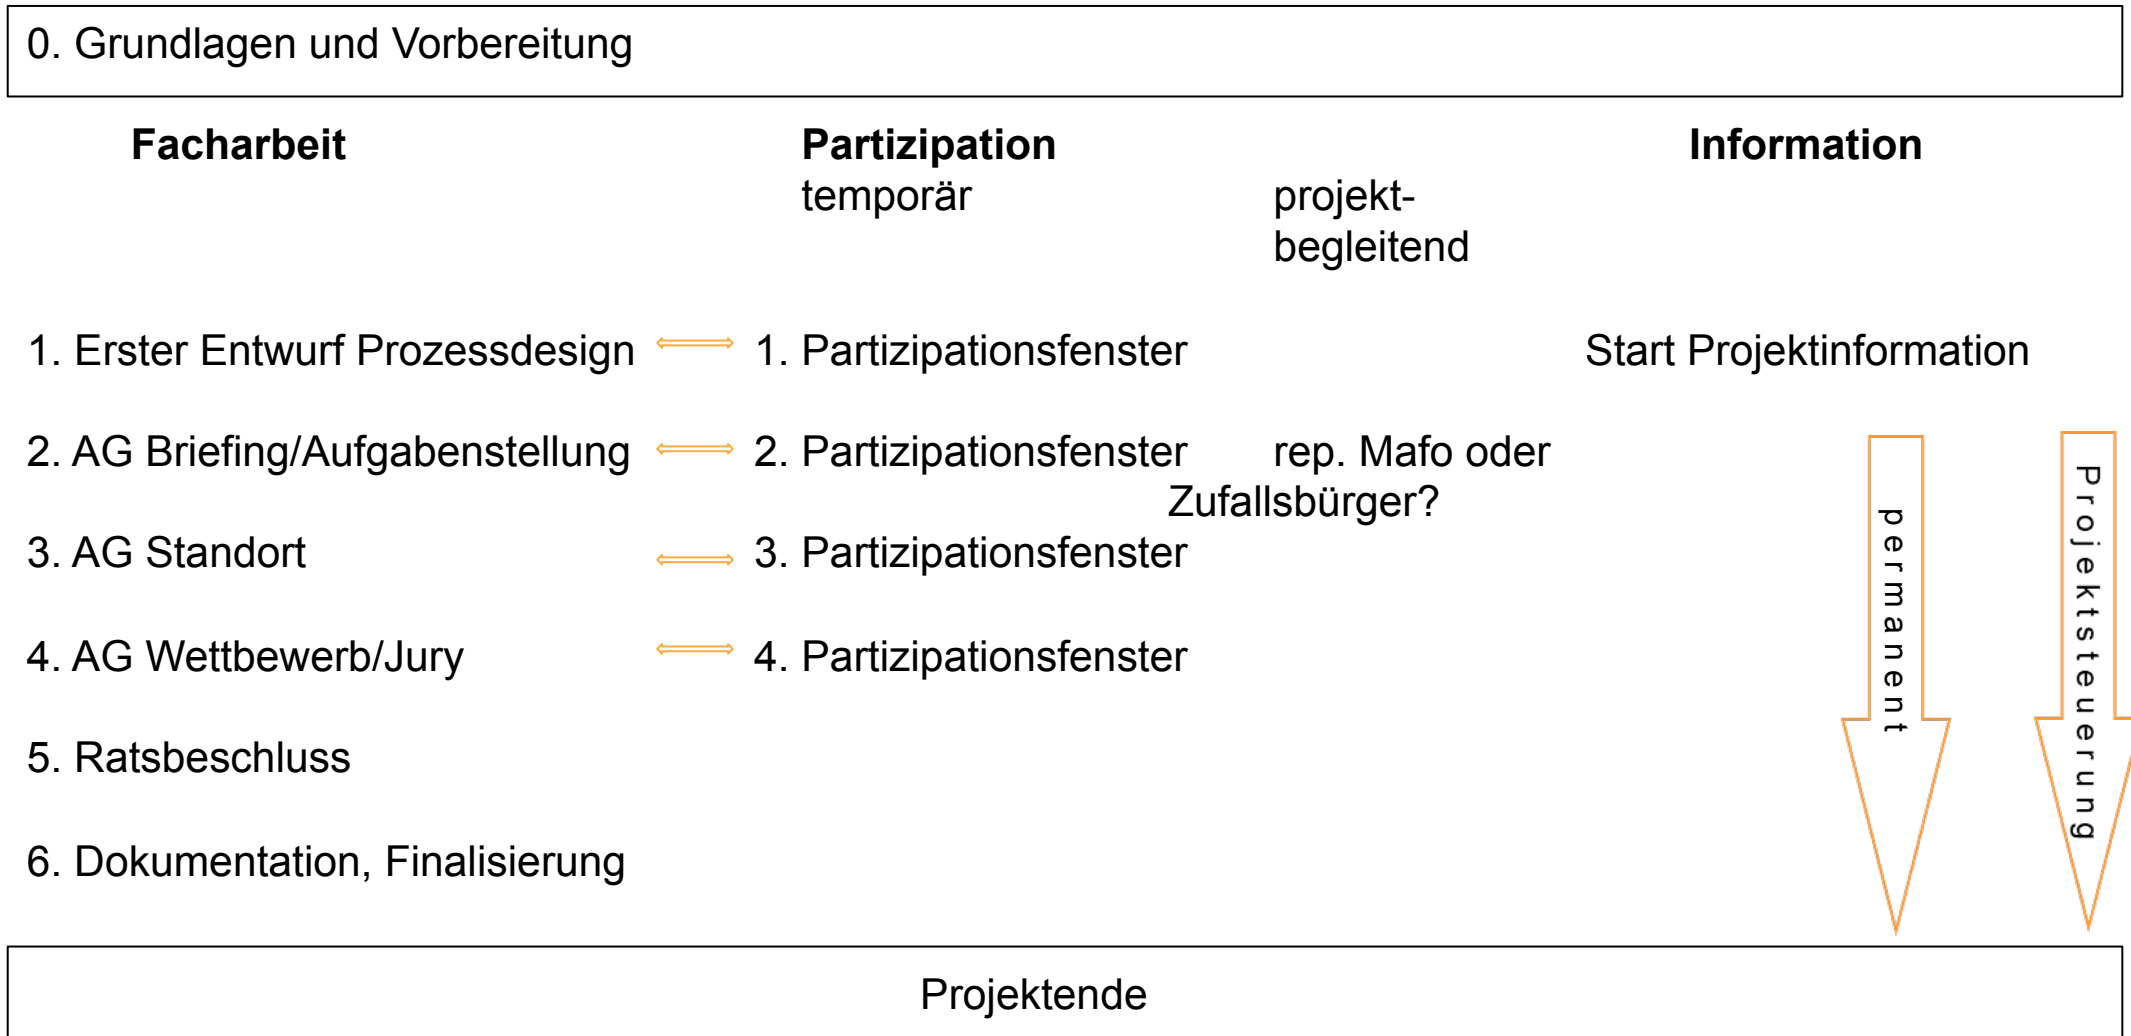 0. Grundlagen und Vorbereitung
Facharbeit
Partizipation
Information
temporär
projekt-
begleitend
1. Erster Entwurf Prozessdesign
1. Partizipationsfenster
Start Projektinformation
2. AG Briefing/Aufgabenstellung
2. Partizipationsfenster
rep. Mafo oder
Zufallsbürger?
3. AG Standort
3. Partizipationsfenster
4. AG Wettbewerb/Jury
4. Partizipationsfenster
5. Ratsbeschluss
6. Dokumentation, Finalisierung
permanent
Projektsteuerung
Projektende